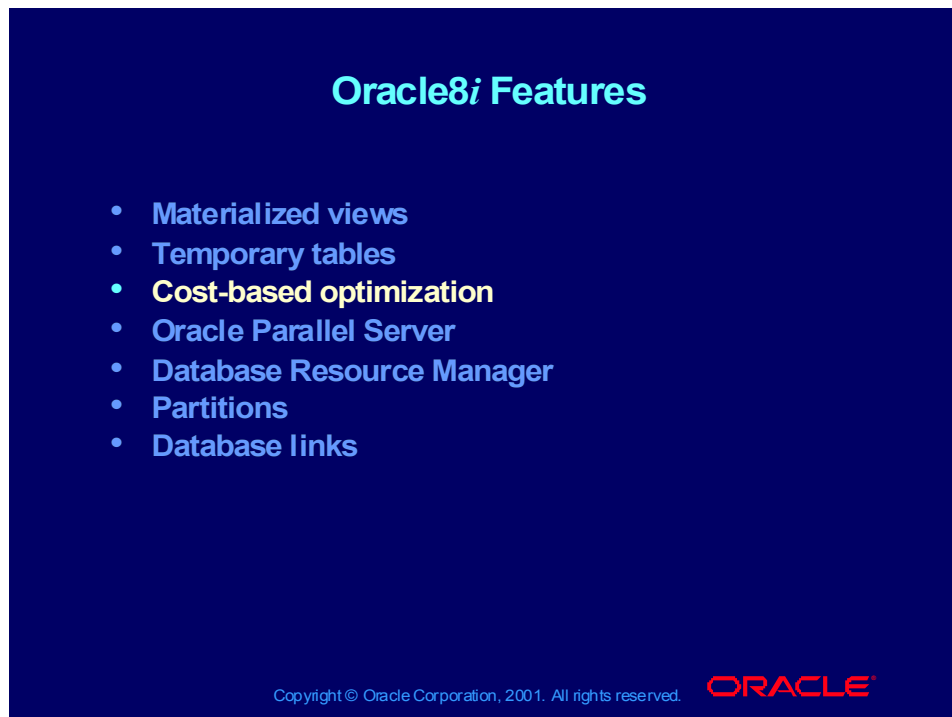 Oracle8i Features
• Materialized views
• Temporary tables
• Cost-based optimization
• Oracle Parallel Server
• Database Resource Manager
• Partitions
• Database links
Copyright © Oracle Corporation, 2001. All rights reserved.
ORACLE®